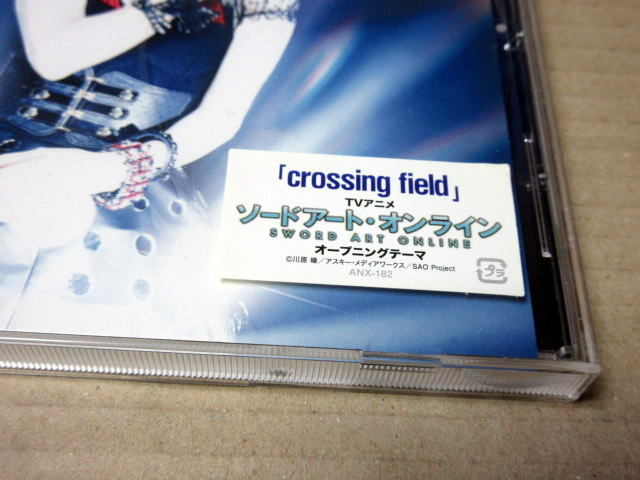 「crossing field」
TVアニメ
ソードアート・オンライン
SWORD ART ONLINE
オープニングテーマ
©川原 礫／アスキー・メディアワークス／SAO Project
ANX-182
プラ